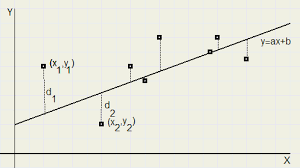 Y
y=ax+b
(x₁,y₁)
d₁
d₂
(x₂,y₂)
X